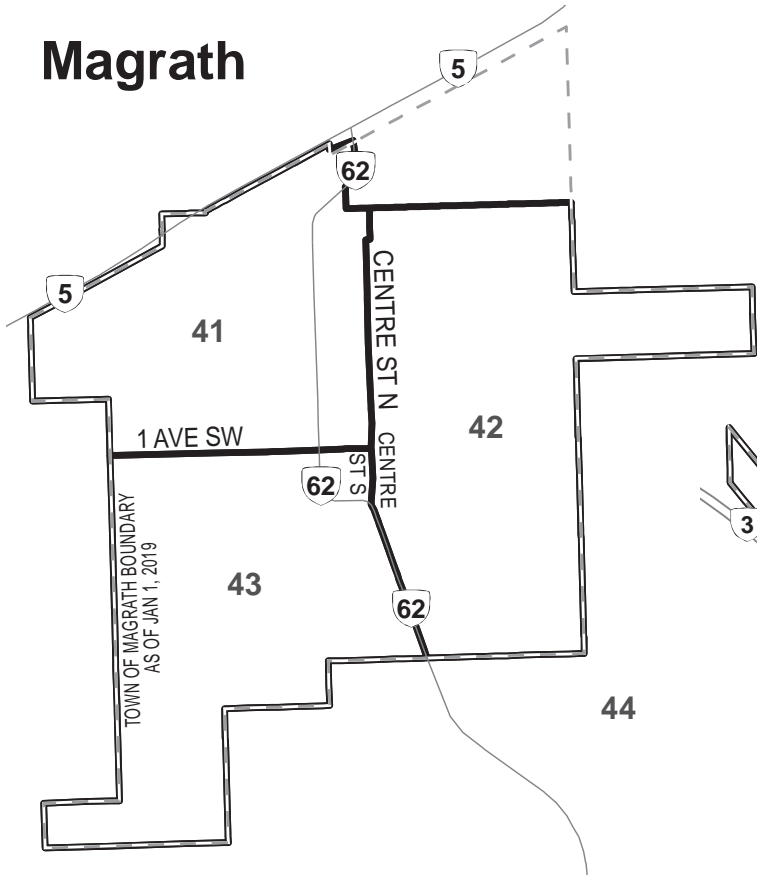 Magrath
5
62
5
41
CENTRE ST N
42
1 AVE SW
CENTRE
ST S
62
3
TOWN OF MAGRATH BOUNDARY
AS OF JAN 1, 2019
43
62
44